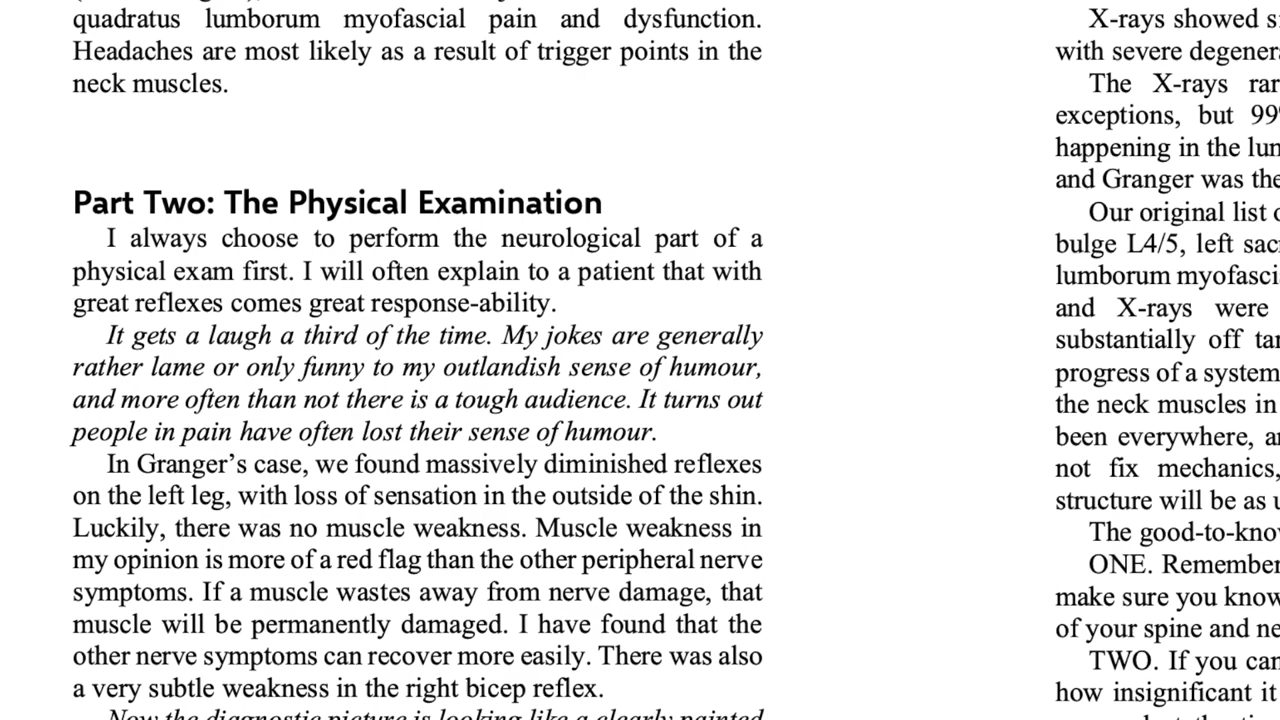 quadratus lumborum myofascial pain and dysfunction.
Headaches are most likely as a result of trigger points in the
neck muscles.
Part Two: The Physical Examination
I always choose to perform the neurological part of a
physical exam first. I will often explain to a patient that with
great reflexes comes great response-ability.
It gets a laugh a third of the time. My jokes are generally
rather lame or only funny to my outlandish sense of humour,
and more often than not there is a tough audience. It turns out
people in pain have often lost their sense of humour.
In Granger’s case, we found massively diminished reflexes
on the left leg, with loss of sensation in the outside of the shin.
Luckily, there was no muscle weakness. Muscle weakness in
my opinion is more of a red flag than the other peripheral nerve
symptoms. If a muscle wastes away from nerve damage, that
muscle will be permanently damaged. I have found that the
other nerve symptoms can recover more easily. There was also
a very subtle weakness in the right bicep reflex.
Now the diagnostic picture is looking like a clearly painted
X-rays showed
with severe
The X-rays
exceptions, but
happening in the
and Granger was
Our original list
bulge L4/5, left
lumborum
and X-rays were
substantially off
progress of a system
the neck muscles in
been everywhere,
not fix mechanics,
structure will be as
The
ONE. Remember
make sure you know
of your spine and
TWO. If you
how insignificant it